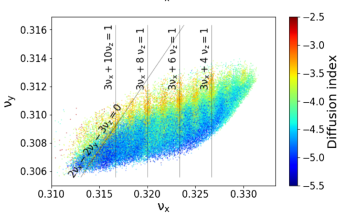 0.316
0.314
0.312
0.310
0.308
0.306
νy
0.310
0.315
0.320
0.325
0.330
νx
3νx + 10νz = 1
3νx + 8 νz = 1
3νx + 6 νz = 1
3νx + 4 νz = 1
2νx − 2νy − 3νz = 0
−2.5
−3.0
−3.5
−4.0
−4.5
−5.0
−5.5
Diffusion index